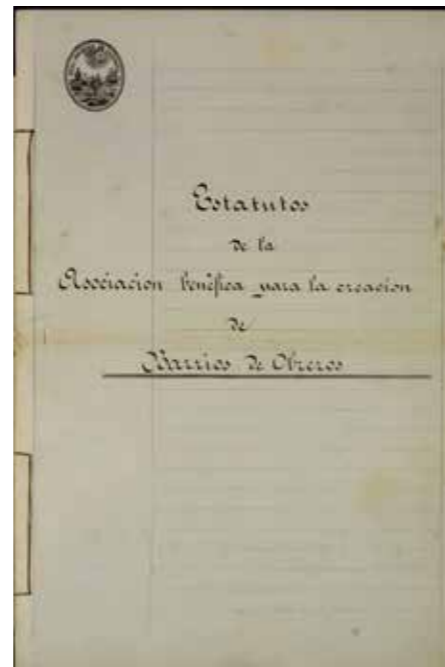 Estatutos
de la
Asociacion benéfica para la creacion
de
Barrios de Obreros